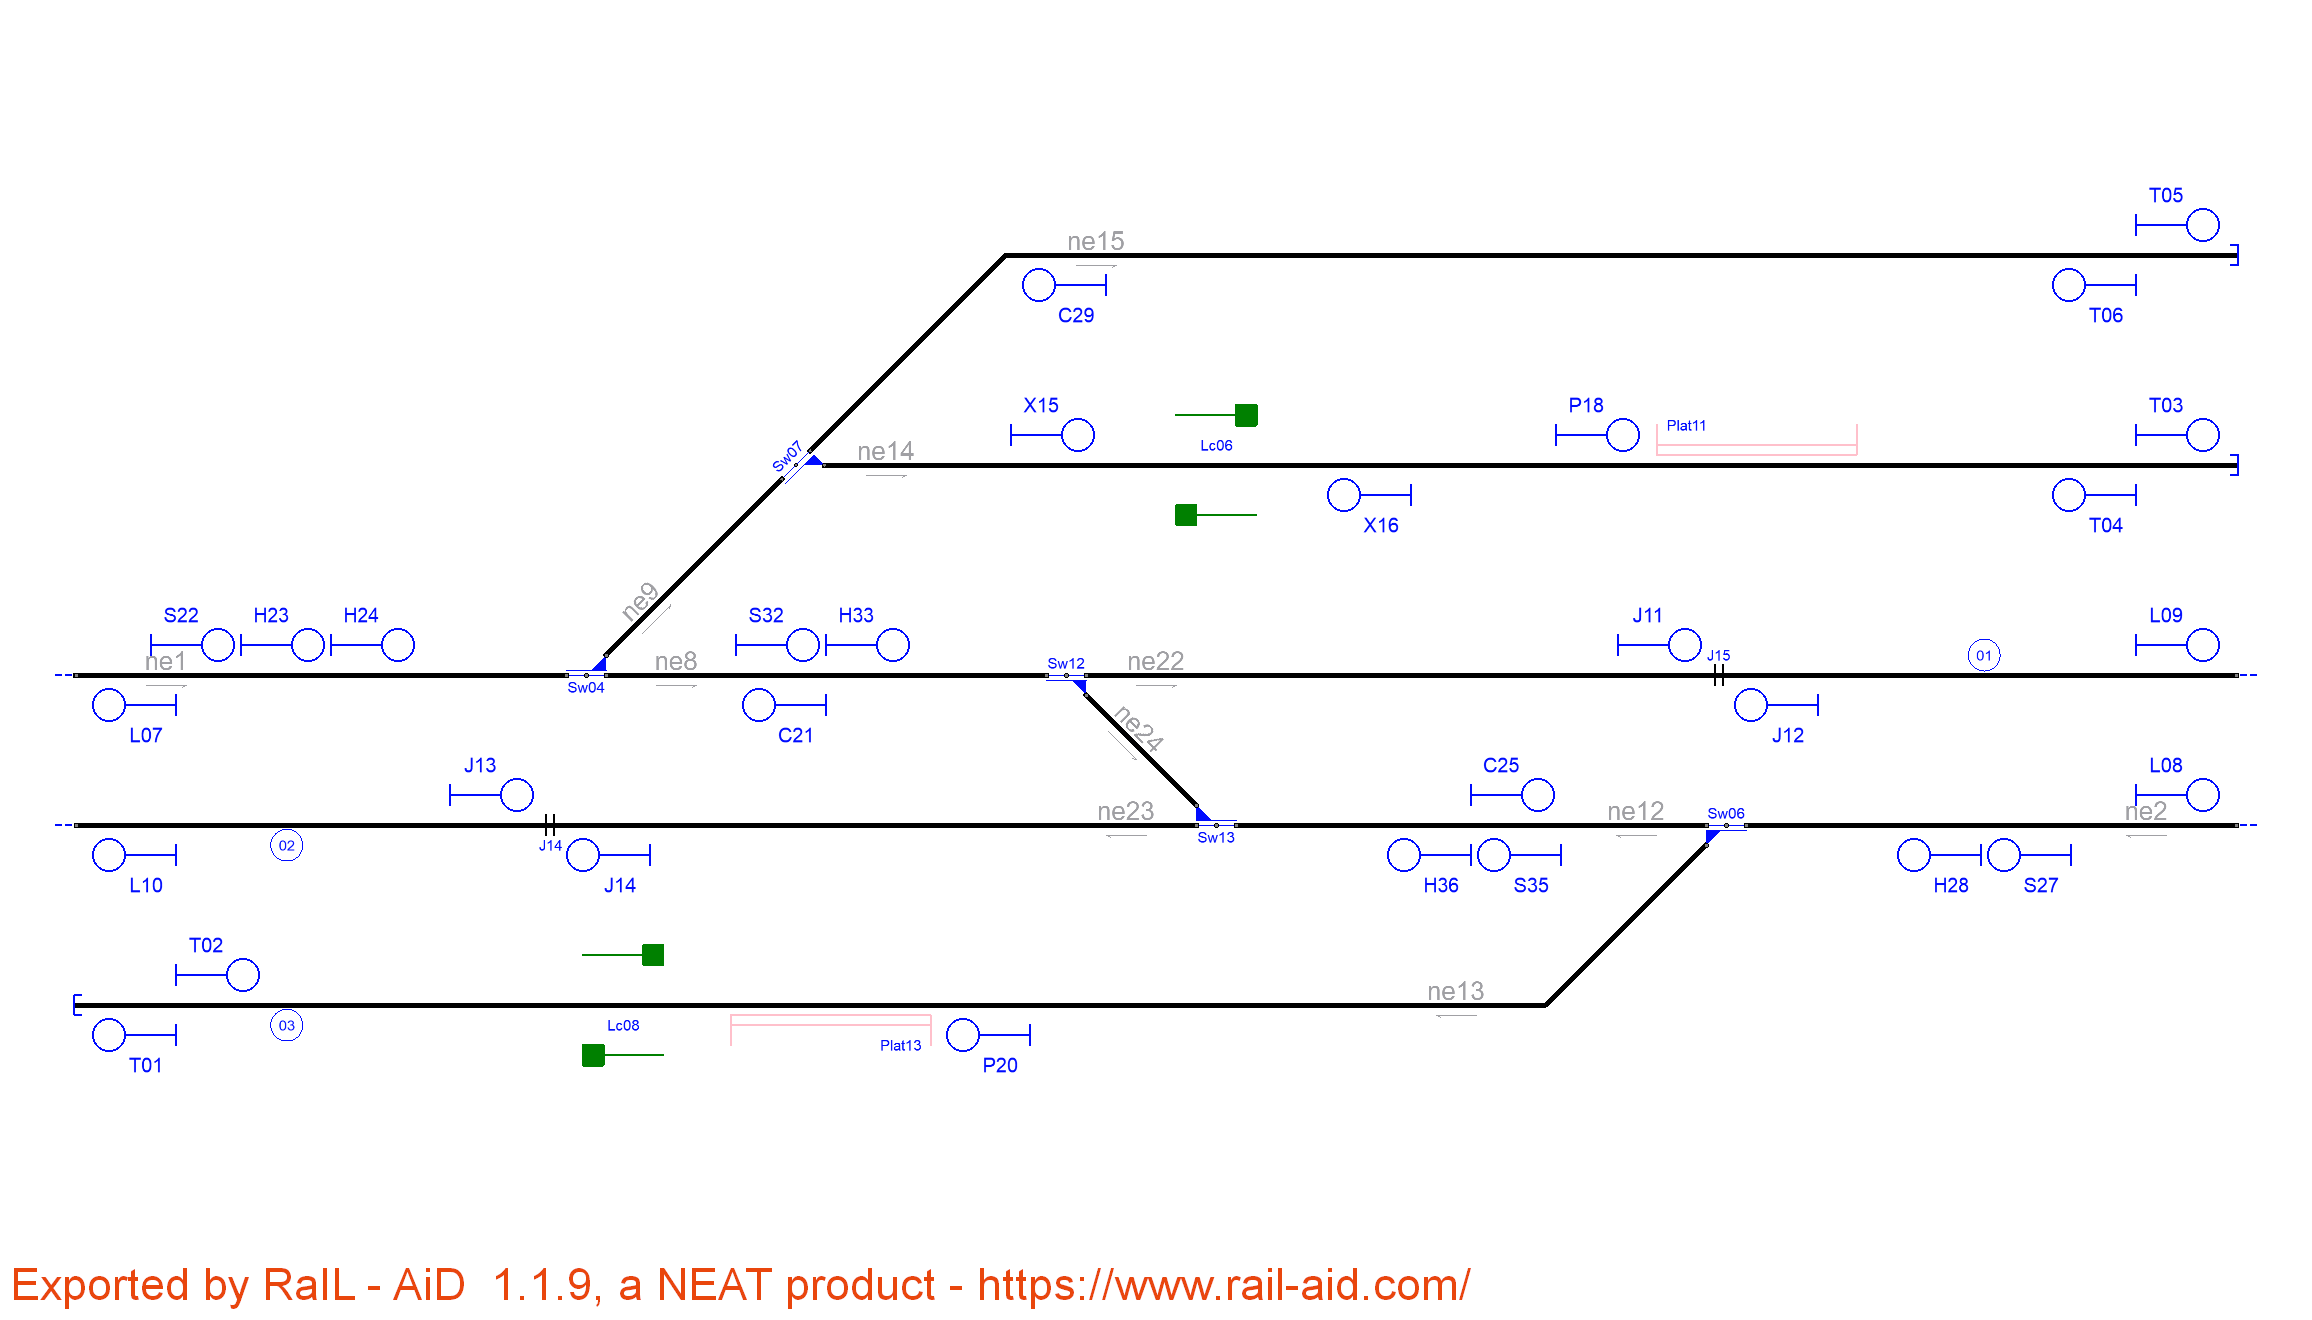 T05
ne15
C29
T06
X15
P18
T03
Plat11
Lc06
Sw07
ne14
X16
T04
ne9
S22
H23
H24
S32
H33
J11
L09
ne1
ne8
Sw12
ne22
J15
01
Sw04
L07
C21
ne24
J12
J13
C25
L08
ne23
ne12
Sw06
ne2
02
J14
Sw13
L10
J14
H36
S35
H28
S27
T02
ne13
03
Lc08
Plat13
T01
P20
Exported by RaIL - AiD 1.1.9, a NEAT product - https://www.rail-aid.com/